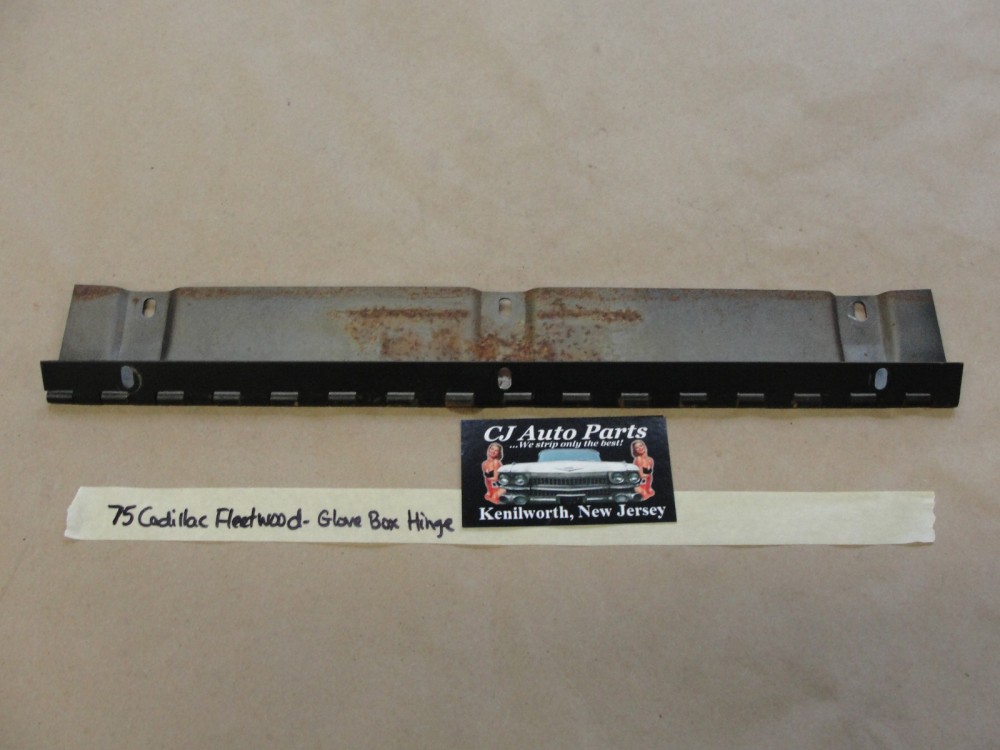 CJ Auto Parts
...We strip only the best!
Kenilworth, New Jersey
75 Cadillac Fleetwood - Glove Box Hinge